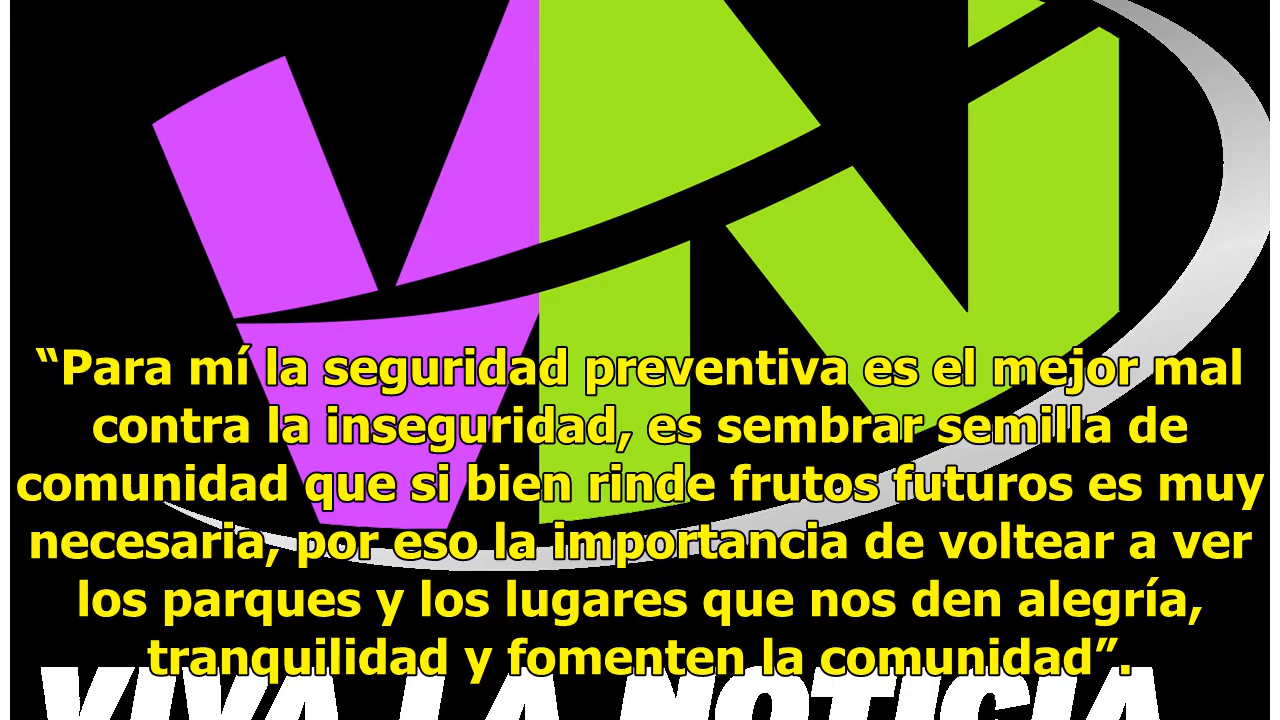 “Para mí la seguridad preventiva es el mejor mal
contra la inseguridad, es sembrar semilla de
comunidad que si bien rinde frutos futuros es muy
necesaria, por eso la importancia de voltear a ver
los parques y los lugares que nos den alegría,
tranquilidad y fomenten la comunidad”.
VIVA LA NOTICIA